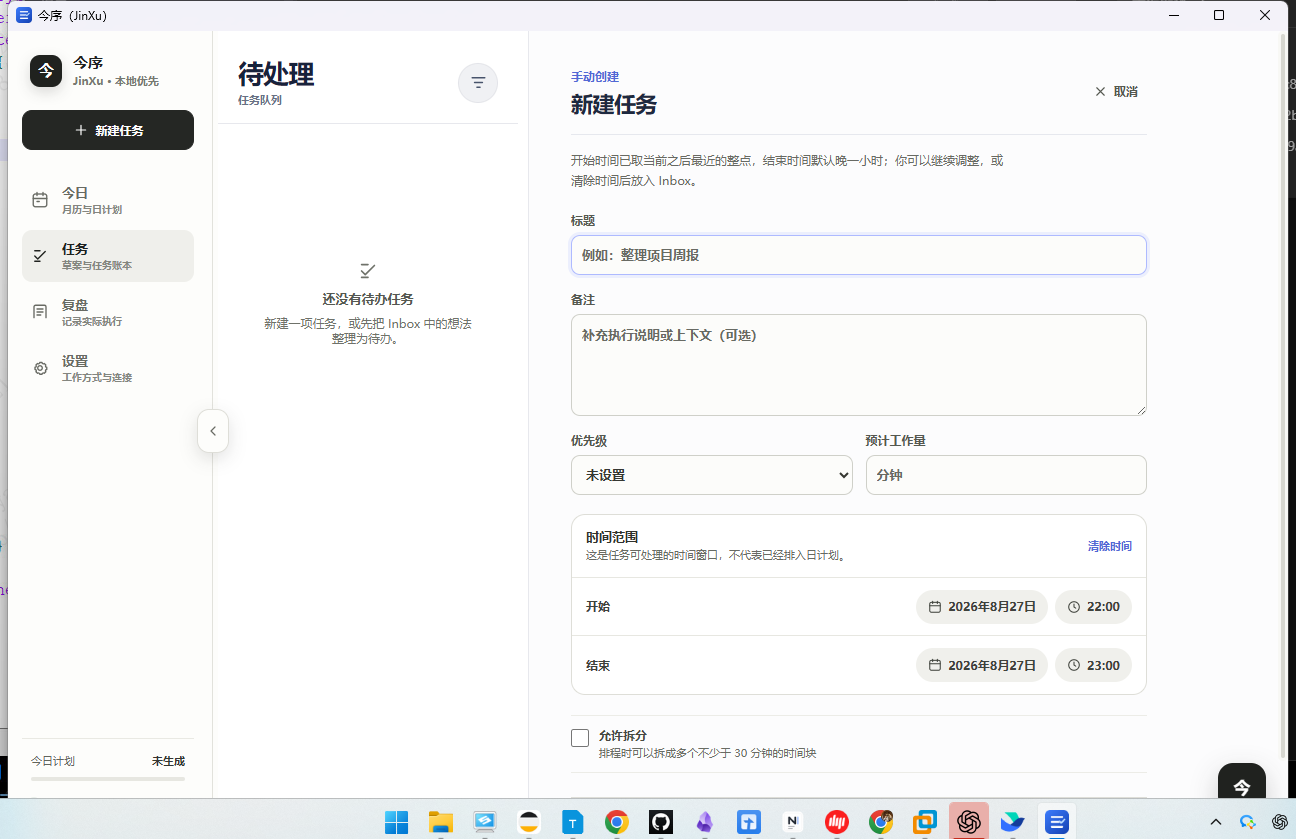 今序 (JinXu)
今
今序
JinXu • 本地优先
新建任务
今日
月历与日计划
任务
草案与任务账本
复盘
记录实际执行
设置
工作方式与连接
今日计划
未生成
待处理
任务队列
还没有待办任务
新建一项任务，或先把 Inbox 中的想法
整理为待办。
手动创建
新建任务
取消
开始时间已取当前之后最近的整点，结束时间默认晚一小时；你可以继续调整，或
清除时间后放入 Inbox。
标题
例如：整理项目周报
备注
补充执行说明或上下文（可选）
优先级
预计工作量
未设置
分钟
时间范围
这是任务可处理的时间窗口，不代表已经排入日计划。
清除时间
开始
2026年8月27日
22:00
结束
2026年8月27日
23:00
允许拆分
排程时可以拆成多个不少于 30 分钟的时间块
今
T
N